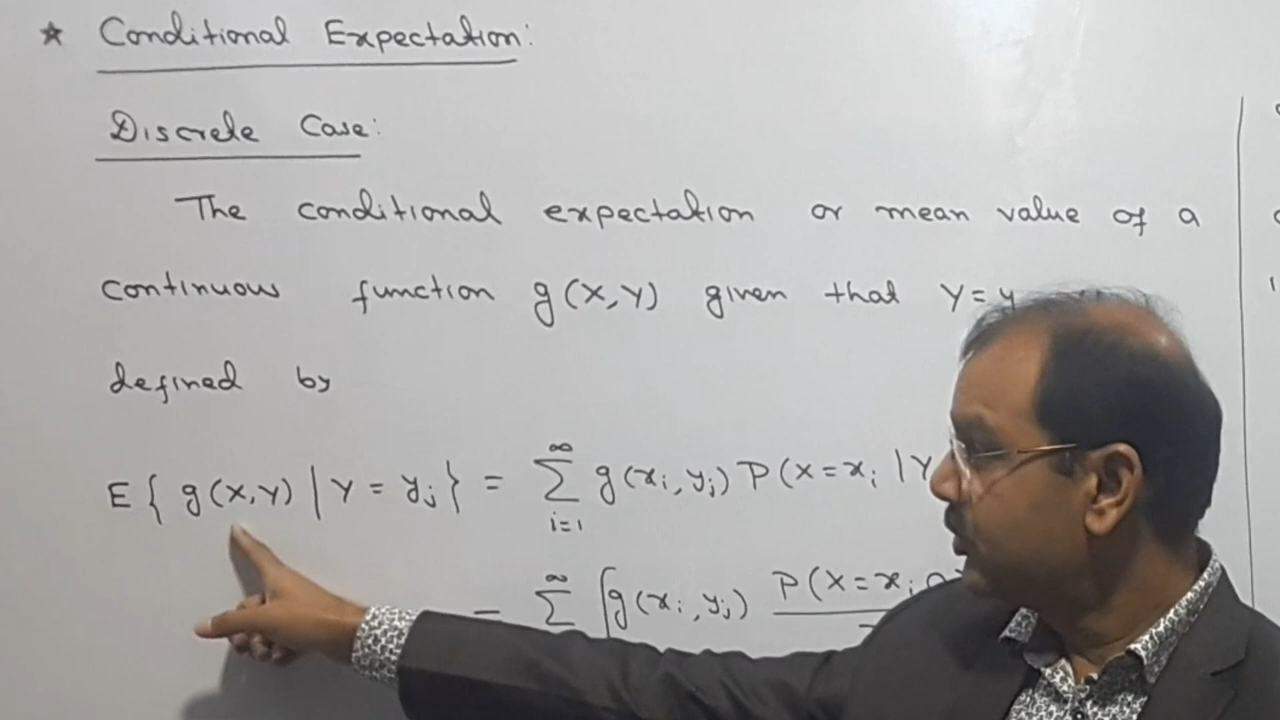 ★ Conditional Expectation:
Discrete Case:
The conditional expectation or mean value of a
continuous function g(X,Y) given that Y=y
defined by
E{ g(X,Y) | Y = yⱼ } = ∑_{i=1}^{∞} g(xᵢ, yⱼ) P(X=xᵢ | Y
= ∑^{∞} [g(xᵢ, yⱼ) P(X=xᵢ ∩